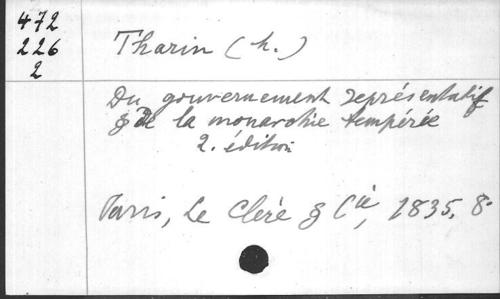 472
226
2
Tharin (h.)
Du gouvernement représentatif
& de la monarchie tempérée
2. édition
Paris, Le Clère & Cie, 1835. 8.